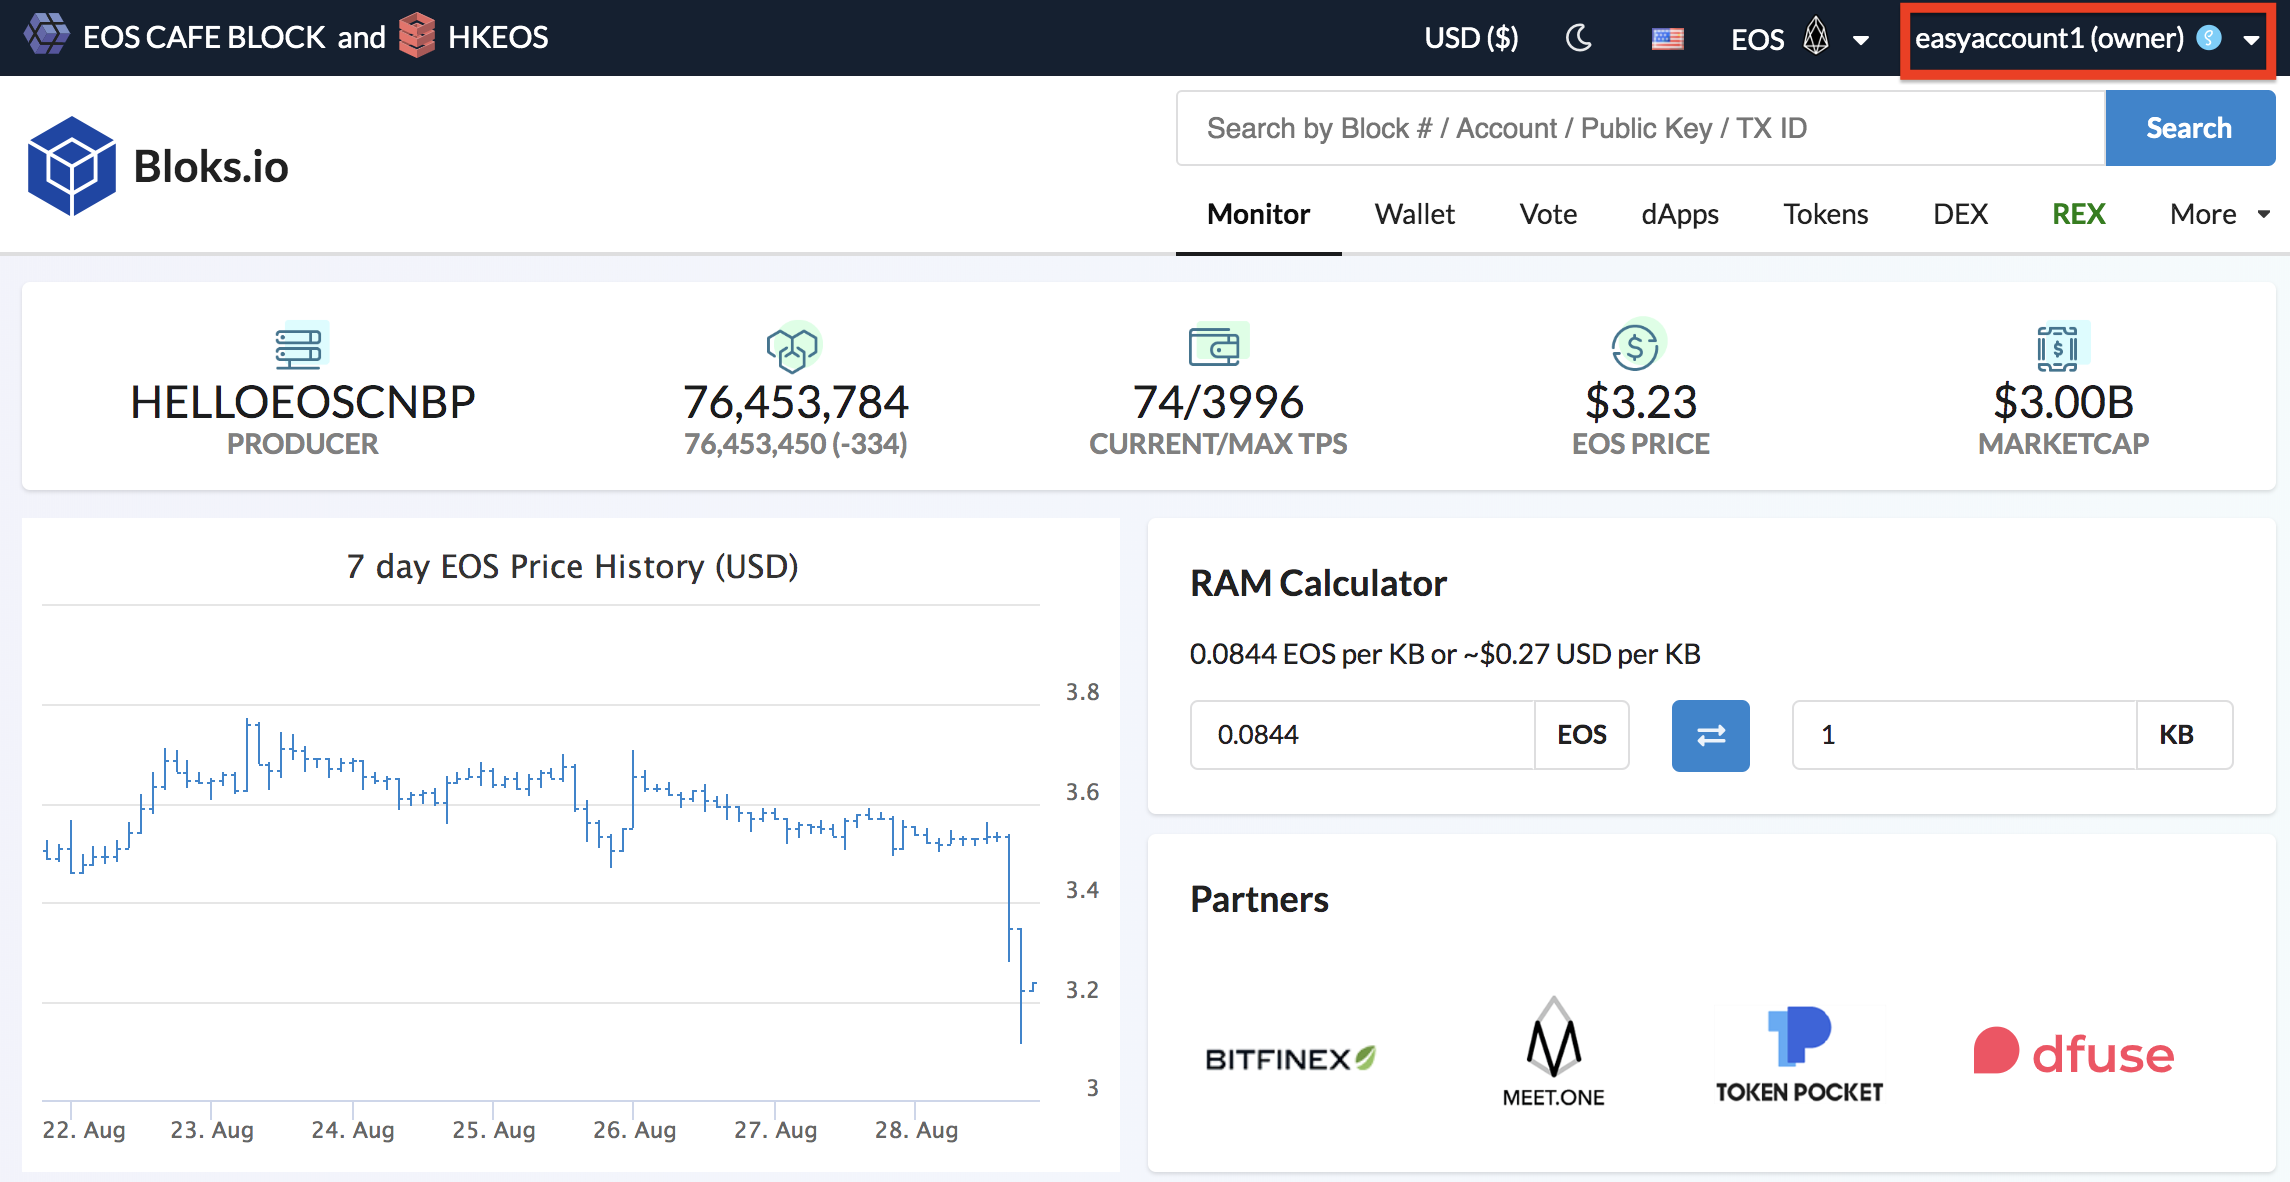 EOS CAFE BLOCK and HKEOS
USD ($)
EOS
easyaccount1 (owner)
Bloks.io
Search by Block # / Account / Public Key / TX ID
Search
Monitor
Wallet
Vote
dApps
Tokens
DEX
REX
More
HELLOEOSCNBP
PRODUCER
76,453,784
76,453,450 (-334)
74/3996
CURRENT/MAX TPS
$3.23
EOS PRICE
$3.00B
MARKETCAP
7 day EOS Price History (USD)
3.8
3.6
3.4
3.2
3
22. Aug
23. Aug
24. Aug
25. Aug
26. Aug
27. Aug
28. Aug
RAM Calculator
0.0844 EOS per KB or ~$0.27 USD per KB
0.0844
EOS
1
KB
Partners
BITFINEX
MEET.ONE
TOKEN POCKET
dfuse